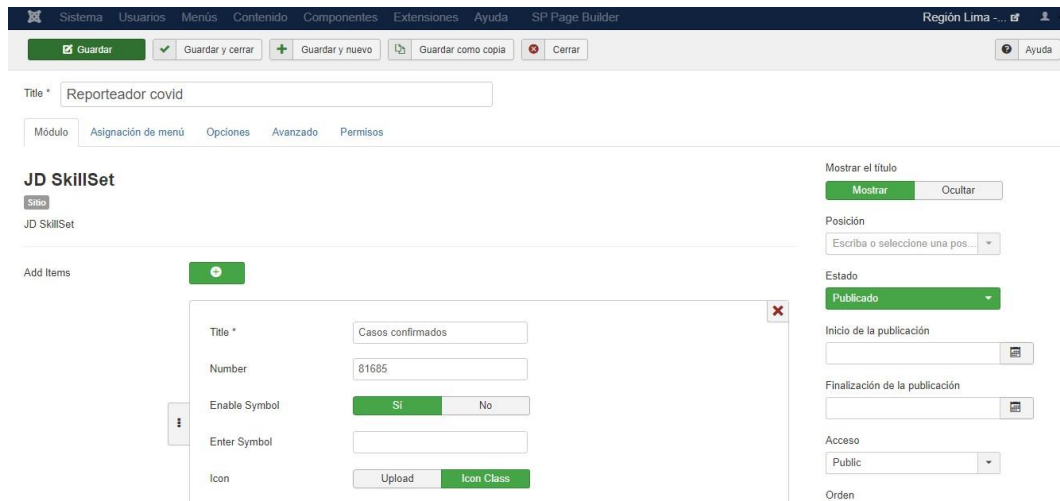 Sistema Usuarios Menús Contenido Componentes Extensiones Ayuda SP Page Builder Región Lima -...
Guardar Guardar y cerrar Guardar y nuevo Guardar como copia Cerrar Ayuda
Title * Reporteador covid
Módulo Asignación de menú Opciones Avanzado Permisos
JD SkillSet
Sitio
JD SkillSet
Add Items
Title * Casos confirmados
Number 81685
Enable Symbol Sí No
Enter Symbol
Icon Upload Icon Class
Mostrar el título
Mostrar Ocultar
Posición
Escriba o seleccione una pos...
Estado
Publicado
Inicio de la publicación
Finalización de la publicación
Acceso
Public
Orden